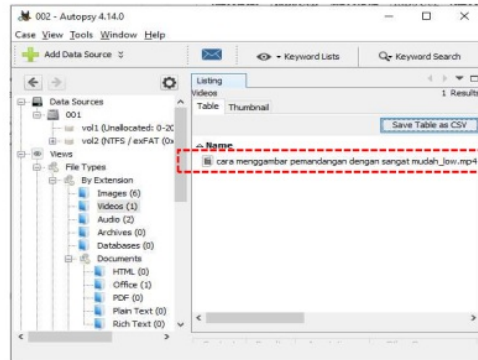 002 - Autopsy 4.14.0
Case View Tools Window Help
Add Data Source
Keyword Lists
Keyword Search
Listing
Videos
1 Results
Table Thumbnail
Save Table as CSV
Name
cara menggambar pemandangan dengan sangat mudah_low.mp4
Data Sources
001
vol1 (Unallocated: 0-20
vol2 (NTFS / exFAT (0x
Views
File Types
By Extension
Images (6)
Videos (1)
Audio (2)
Archives (0)
Databases (0)
Documents
HTML (0)
Office (1)
PDF (0)
Plain Text (0)
Rich Text (0)